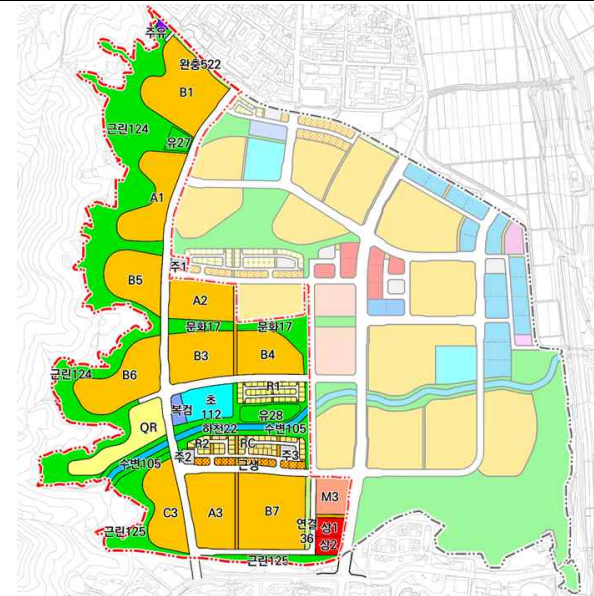 주유
완충522
B1
근린124
유27
A1
주1
B5
A2
문화17
문화17
B3
B4
근린124
B6
R1
초
112
복컴
유28
QR
하천22
수변105
R2
RC
주2
주3
근생
수변105
M3
C3
A3
B7
연결
36
상1
상2
근린125
근린125